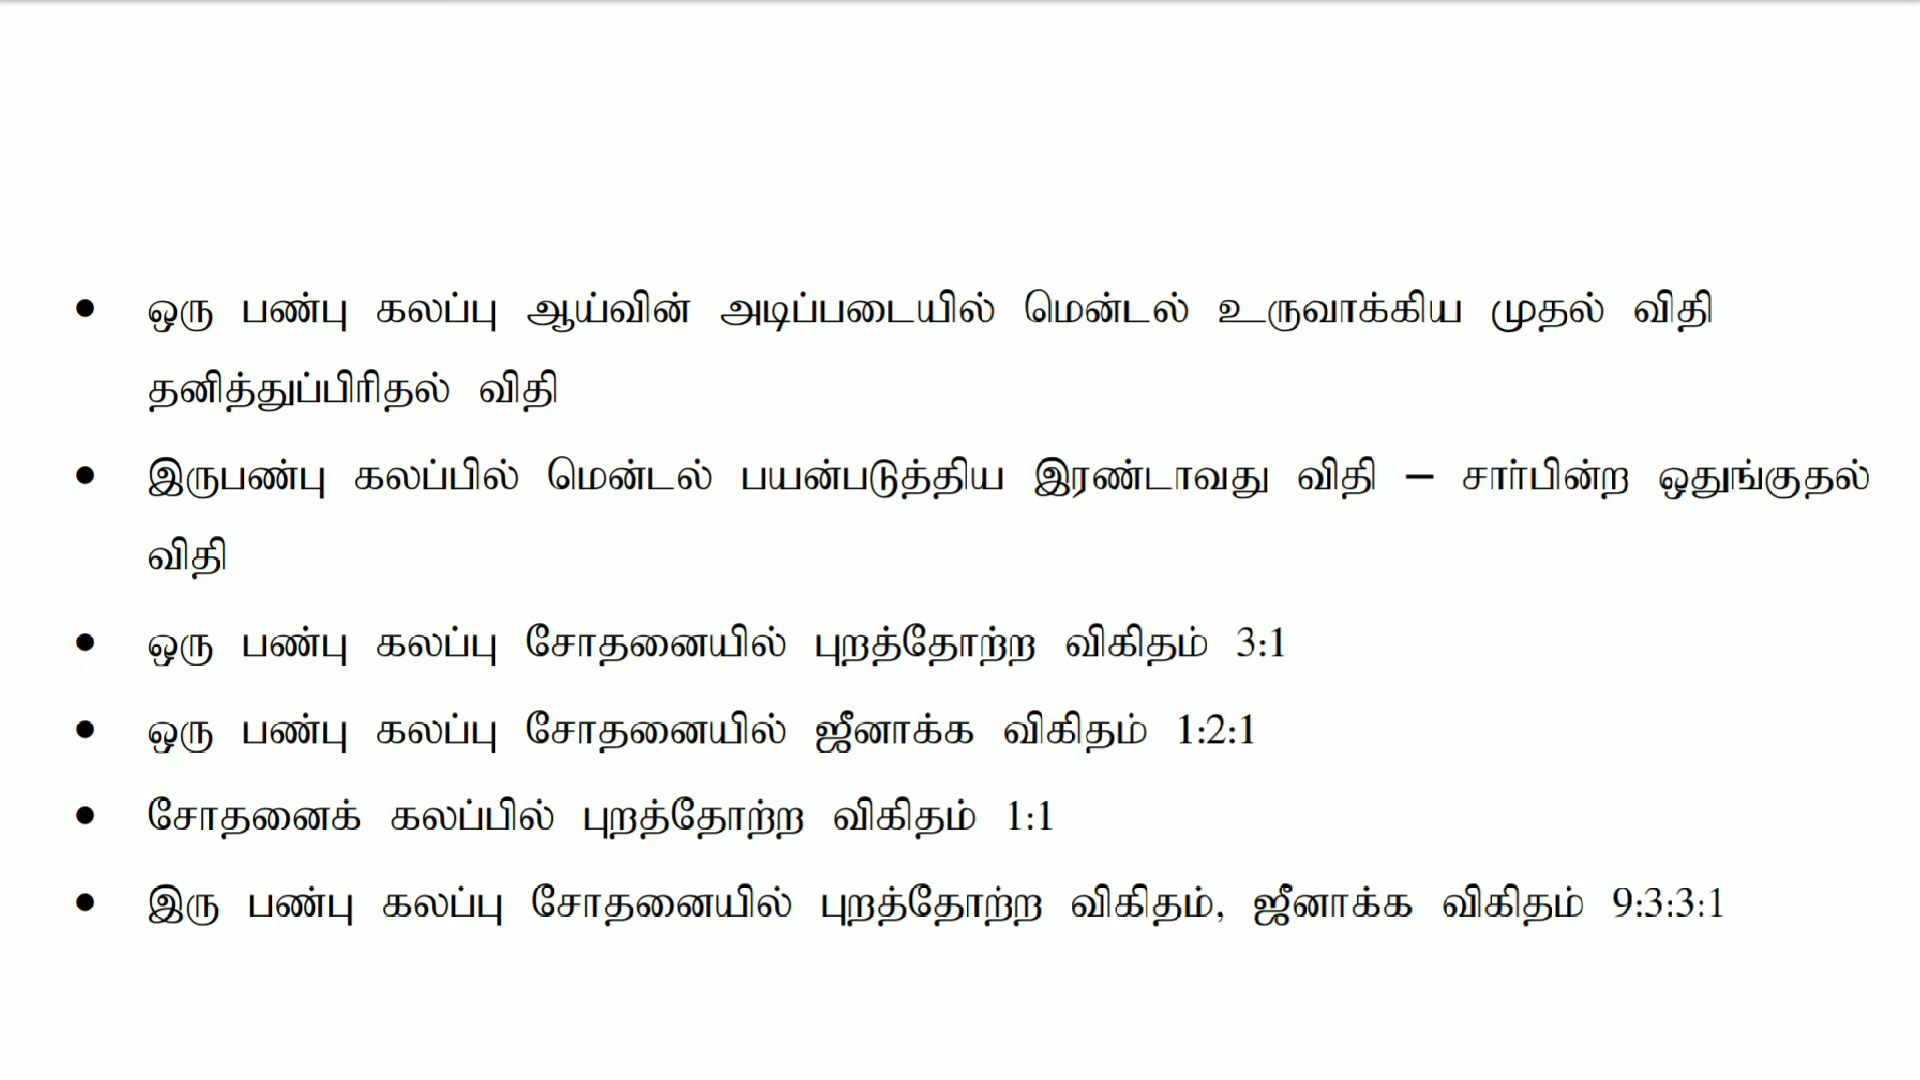 • ஒரு பண்பு கலப்பு ஆய்வின் அடிப்படையில் மென்டல் உருவாக்கிய முதல் விதி
தனித்துப்பிரிதல் விதி
• இருபண்பு கலப்பில் மென்டல் பயன்படுத்திய இரண்டாவது விதி – சார்பின்ற ஒதுங்குதல்
விதி
• ஒரு பண்பு கலப்பு சோதனையில் புறத்தோற்ற விகிதம் 3:1
• ஒரு பண்பு கலப்பு சோதனையில் ஜீனாக்க விகிதம் 1:2:1
• சோதனைக் கலப்பில் புறத்தோற்ற விகிதம் 1:1
• இரு பண்பு கலப்பு சோதனையில் புறத்தோற்ற விகிதம், ஜீனாக்க விகிதம் 9:3:3:1